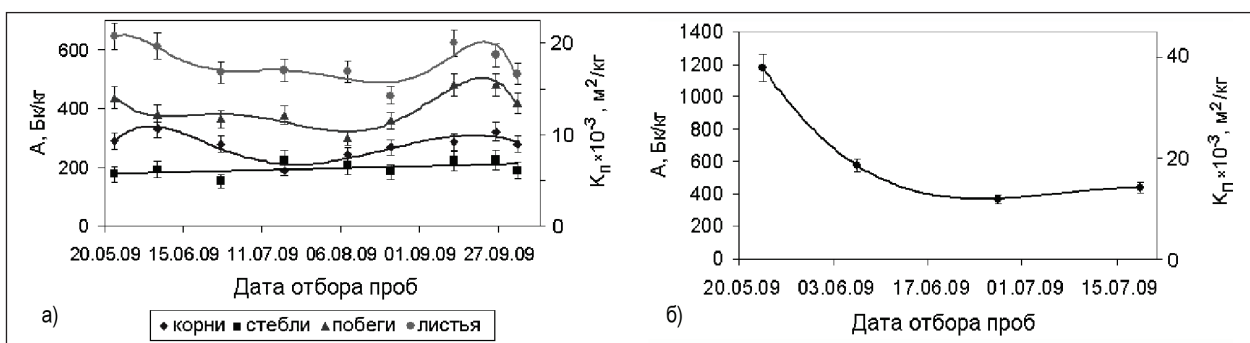 а)
A, Бк/кг
600
400
200
0
20
10
0
Kп×10-3, м2/кг
20.05.09 15.06.09 11.07.09 06.08.09 01.09.09 27.09.09
Дата отбора проб
корни стебли побеги листья
б)
A, Бк/кг
1400
1200
1000
800
600
400
200
0
40
20
0
Kп×10-3, м2/кг
20.05.09 03.06.09 17.06.09 01.07.09 15.07.09
Дата отбора проб